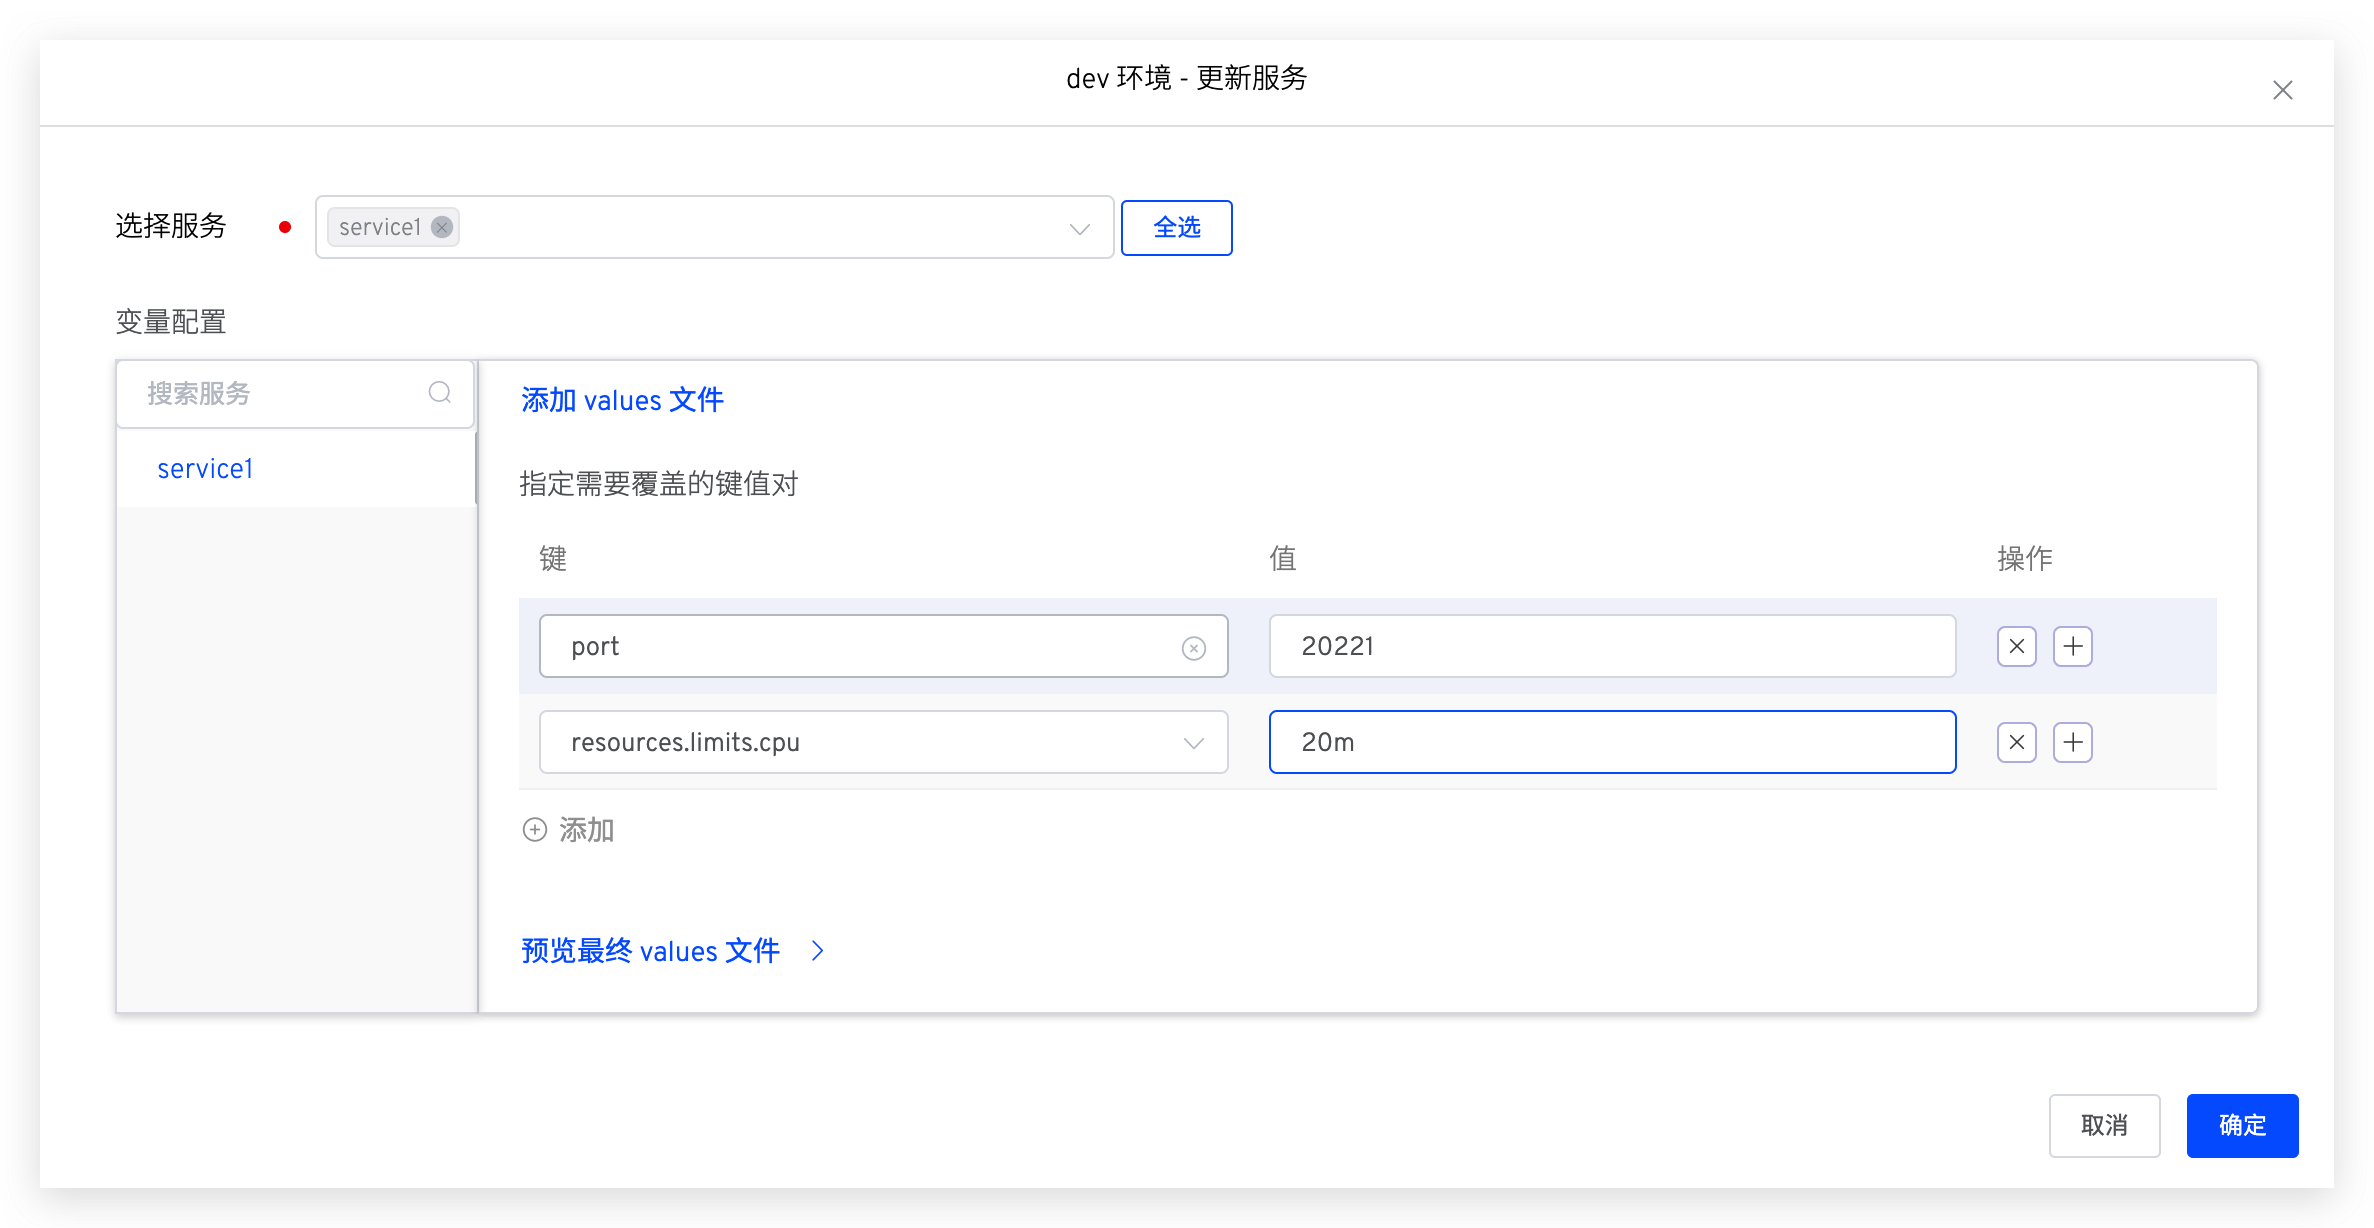 dev 环境 - 更新服务
选择服务 service1 全选
变量配置
搜索服务
service1
添加 values 文件
指定需要覆盖的键值对
键 值 操作
port 20221
resources.limits.cpu 20m
添加
预览最终 values 文件
取消 确定